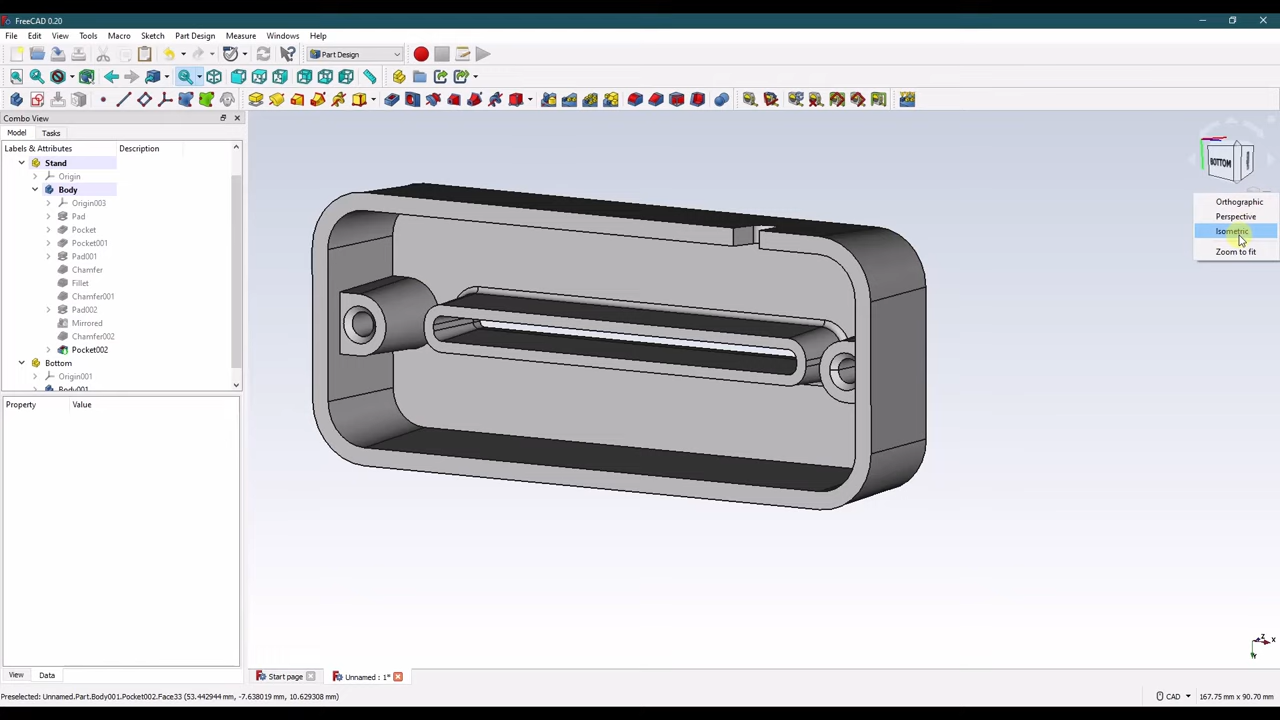 FreeCAD 0.20
File Edit View Tools Macro Sketch Part Design Measure Windows Help
Part Design
Combo View
Model Tasks
Labels & Attributes Description
Stand
Origin
Body
Origin003
Pad
Pocket
Pocket001
Pad001
Chamfer
Fillet
Chamfer001
Pad002
Mirrored
Chamfer002
Pocket002
Bottom
Origin001
Body001
Property Value
BOTTOM
Orthographic
Perspective
Isometric
Zoom to fit
Z
X
Y
View Data
Start page Unnamed : 1*
Preselected: Unnamed.Part.Body001.Pocket002.Face33 (53.442944 mm, -7.638019 mm, 10.629308 mm)
CAD 167.75 mm x 90.70 mm